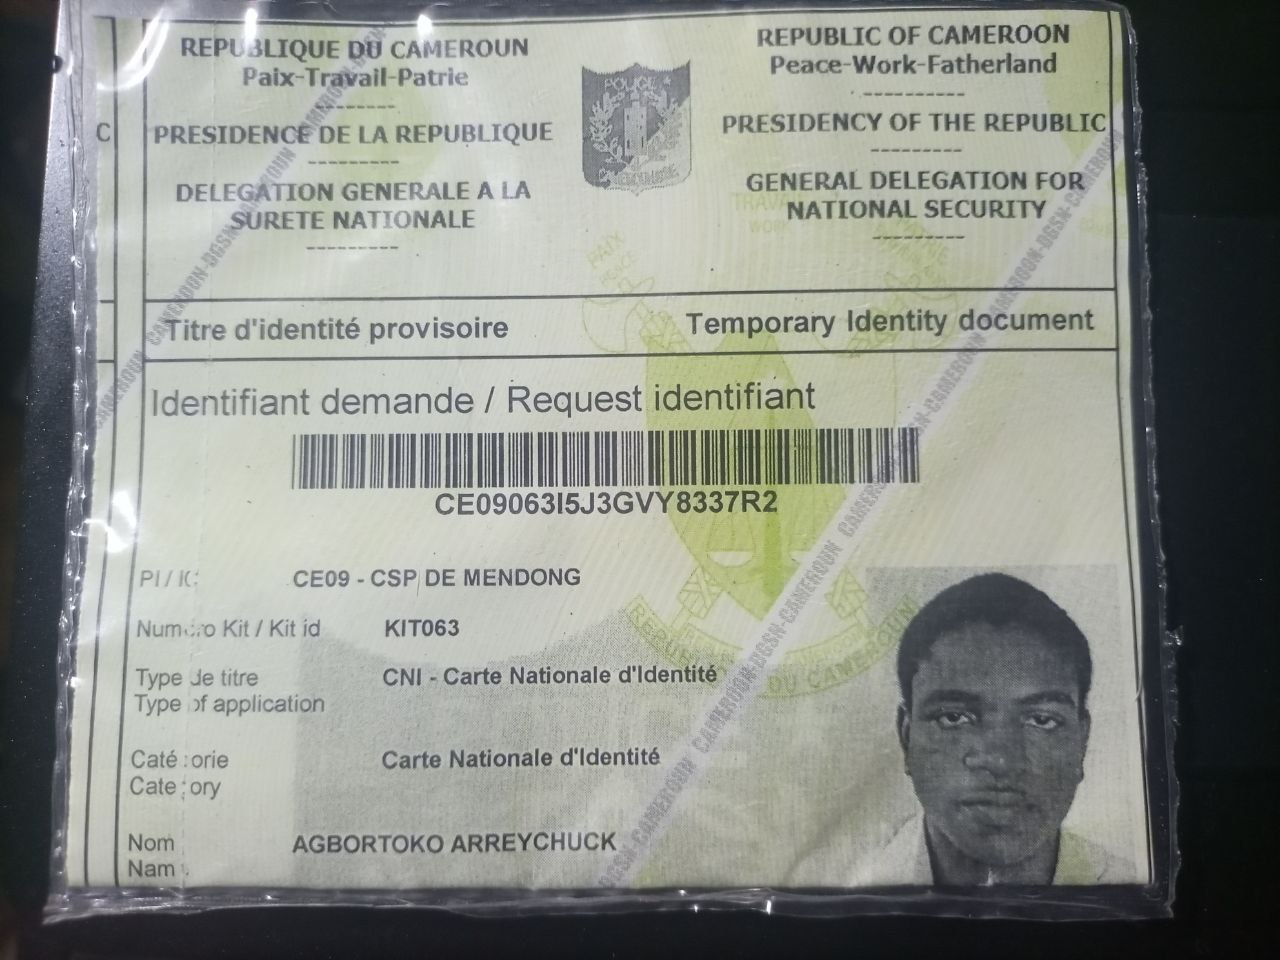 REPUBLIQUE DU CAMEROUN
Paix-Travail-Patrie
----------
PRESIDENCE DE LA REPUBLIQUE
----------
DELEGATION GENERALE A LA
SURETE NATIONALE
----------
REPUBLIC OF CAMEROON
Peace-Work-Fatherland
----------
PRESIDENCY OF THE REPUBLIC
----------
GENERAL DELEGATION FOR
NATIONAL SECURITY
----------
POLICE
C
Titre d'identité provisoire
Temporary Identity document
Identifiant demande / Request identifiant
CE09063I5J3GVY8337R2
PI /
CE09 - CSP DE MENDONG
Numéro Kit / Kit id KIT063
Type de titre CNI - Carte Nationale d'Identité
Type of application
Catégorie Carte Nationale d'Identité
Category
Nom AGBORTOKO ARREYCHUCK
Nam
CAMEROON-DGSN-CAMEROUN